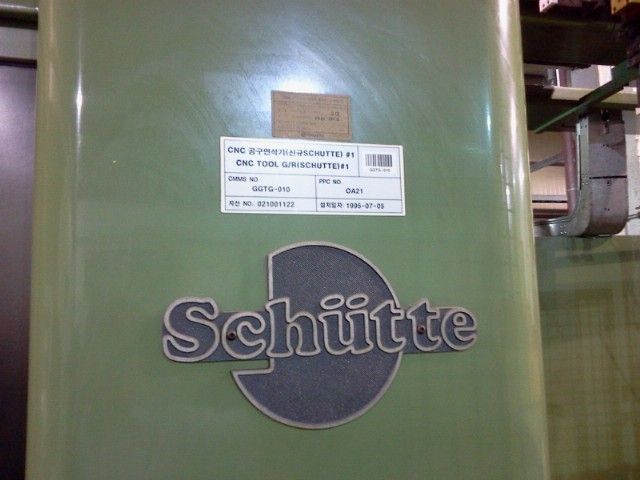 CNC 공구연삭기(신규SCHUTTE) #1
CNC TOOL G/R(SCHUTTE)#1
GGTG-010
CMMS NO.
PPC NO.
GGTG-010
OA21
자산 NO.: 021001122
설치일자: 1995-07-05
Schütte